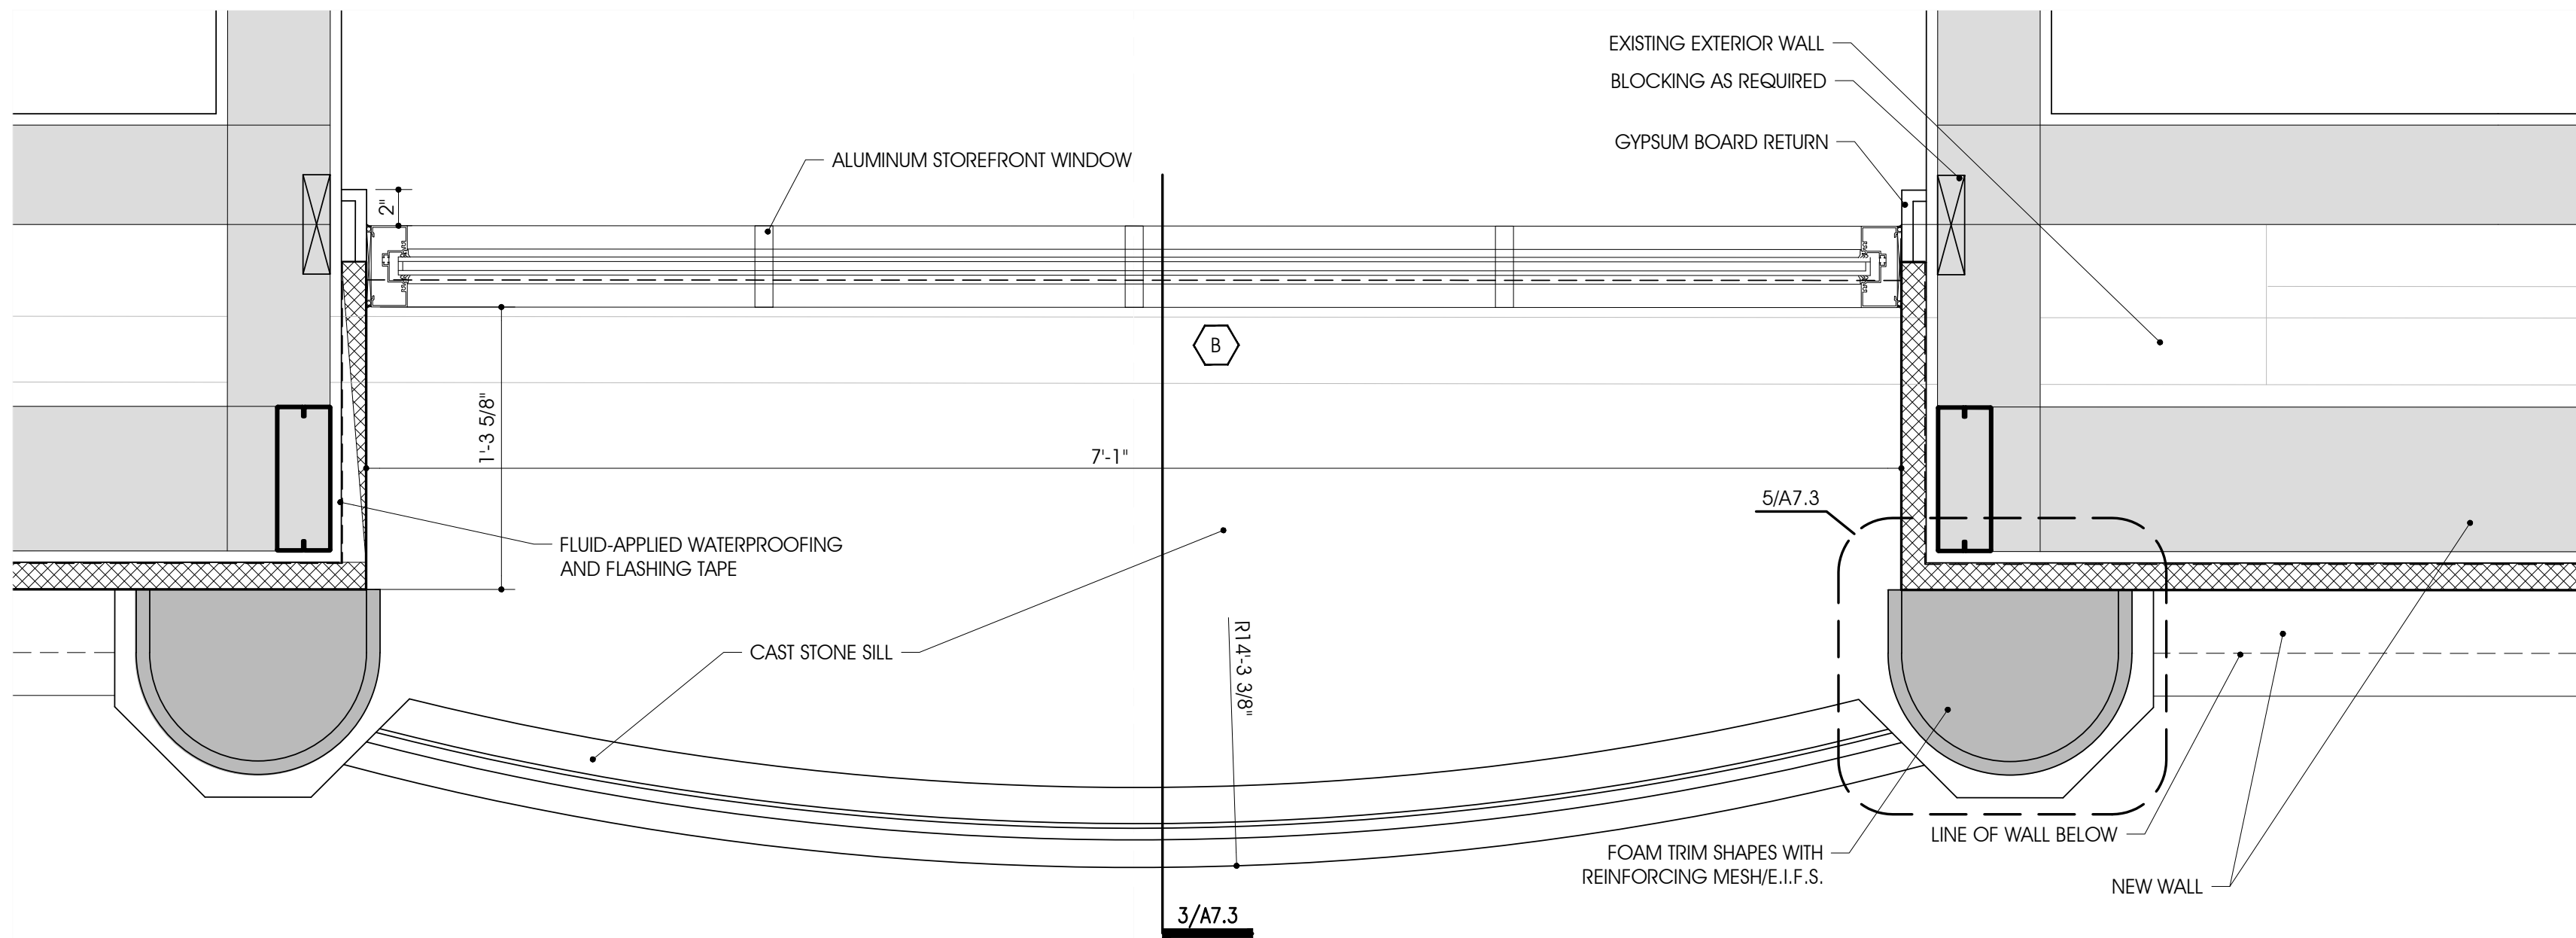 EXISTING EXTERIOR WALL
BLOCKING AS REQUIRED
GYPSUM BOARD RETURN
ALUMINUM STOREFRONT WINDOW
2"
B
1'-3 5/8"
7'-1"
5/A7.3
FLUID-APPLIED WATERPROOFING
AND FLASHING TAPE
CAST STONE SILL
R14'-3 3/8"
LINE OF WALL BELOW
FOAM TRIM SHAPES WITH
REINFORCING MESH/E.I.F.S.
NEW WALL
3/A7.3